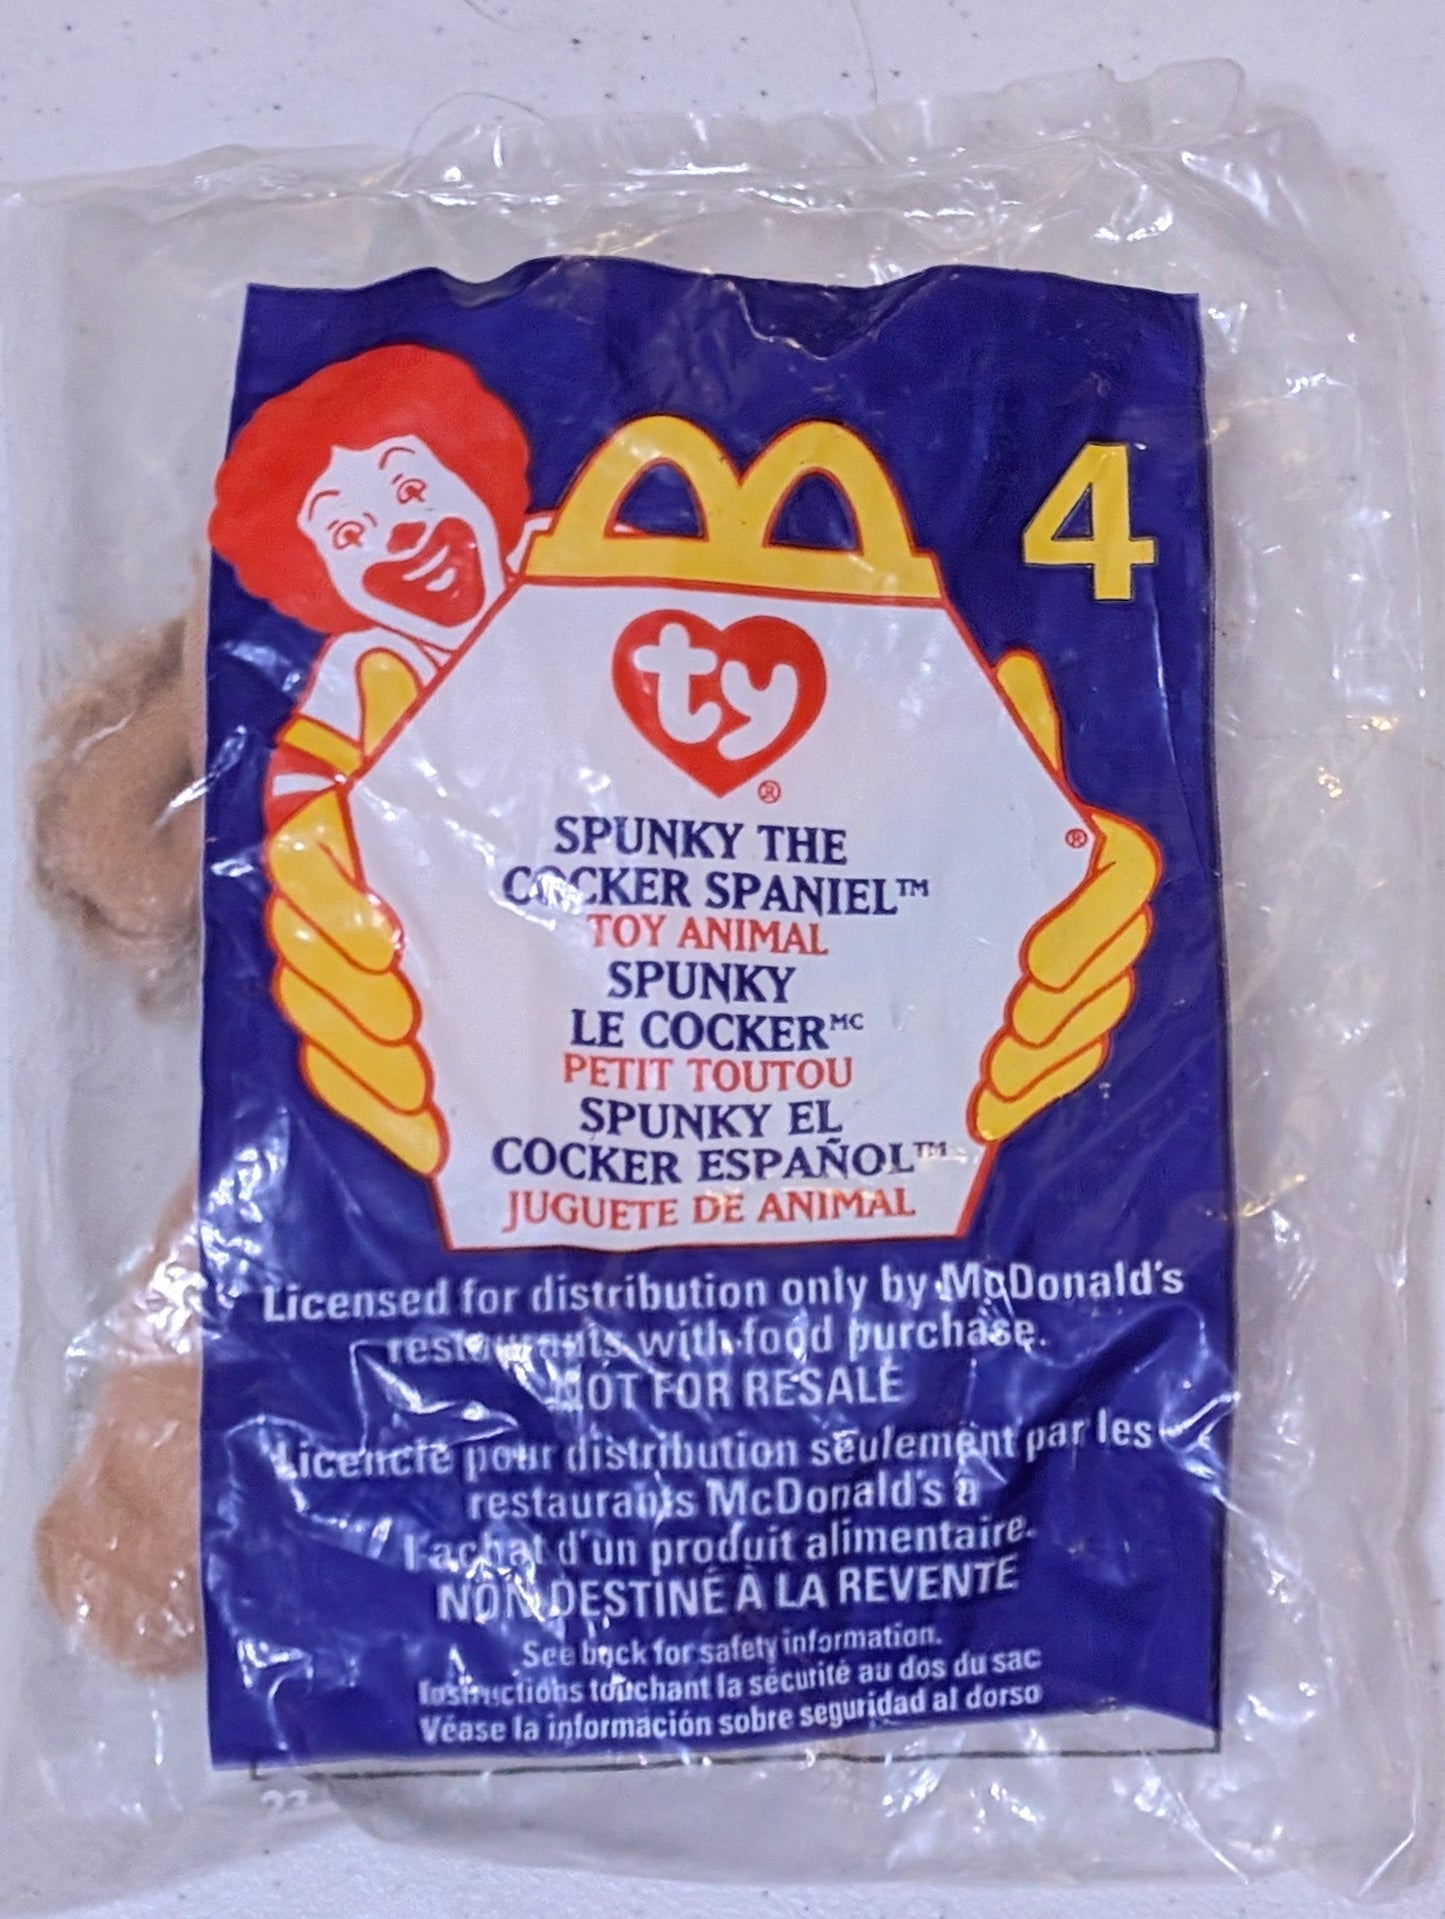 4
ty
®
SPUNKY THE
COCKER SPANIEL™
®
TOY ANIMAL
SPUNKY
LE COCKER MC
PETIT TOUTOU
SPUNKY EL
COCKER ESPAÑOL™
JUGUETE DE ANIMAL
Licensed for distribution only by McDonald's
restaurants with food purchase.
NOT FOR RESALE
Licencié pour distribution seulement par les
restaurants McDonald's à
l'achat d'un produit alimentaire.
NON DESTINÉ À LA REVENTE
See back for safety information.
Instructions touchant la sécurité au dos du sac
Véase la información sobre seguridad al dorso